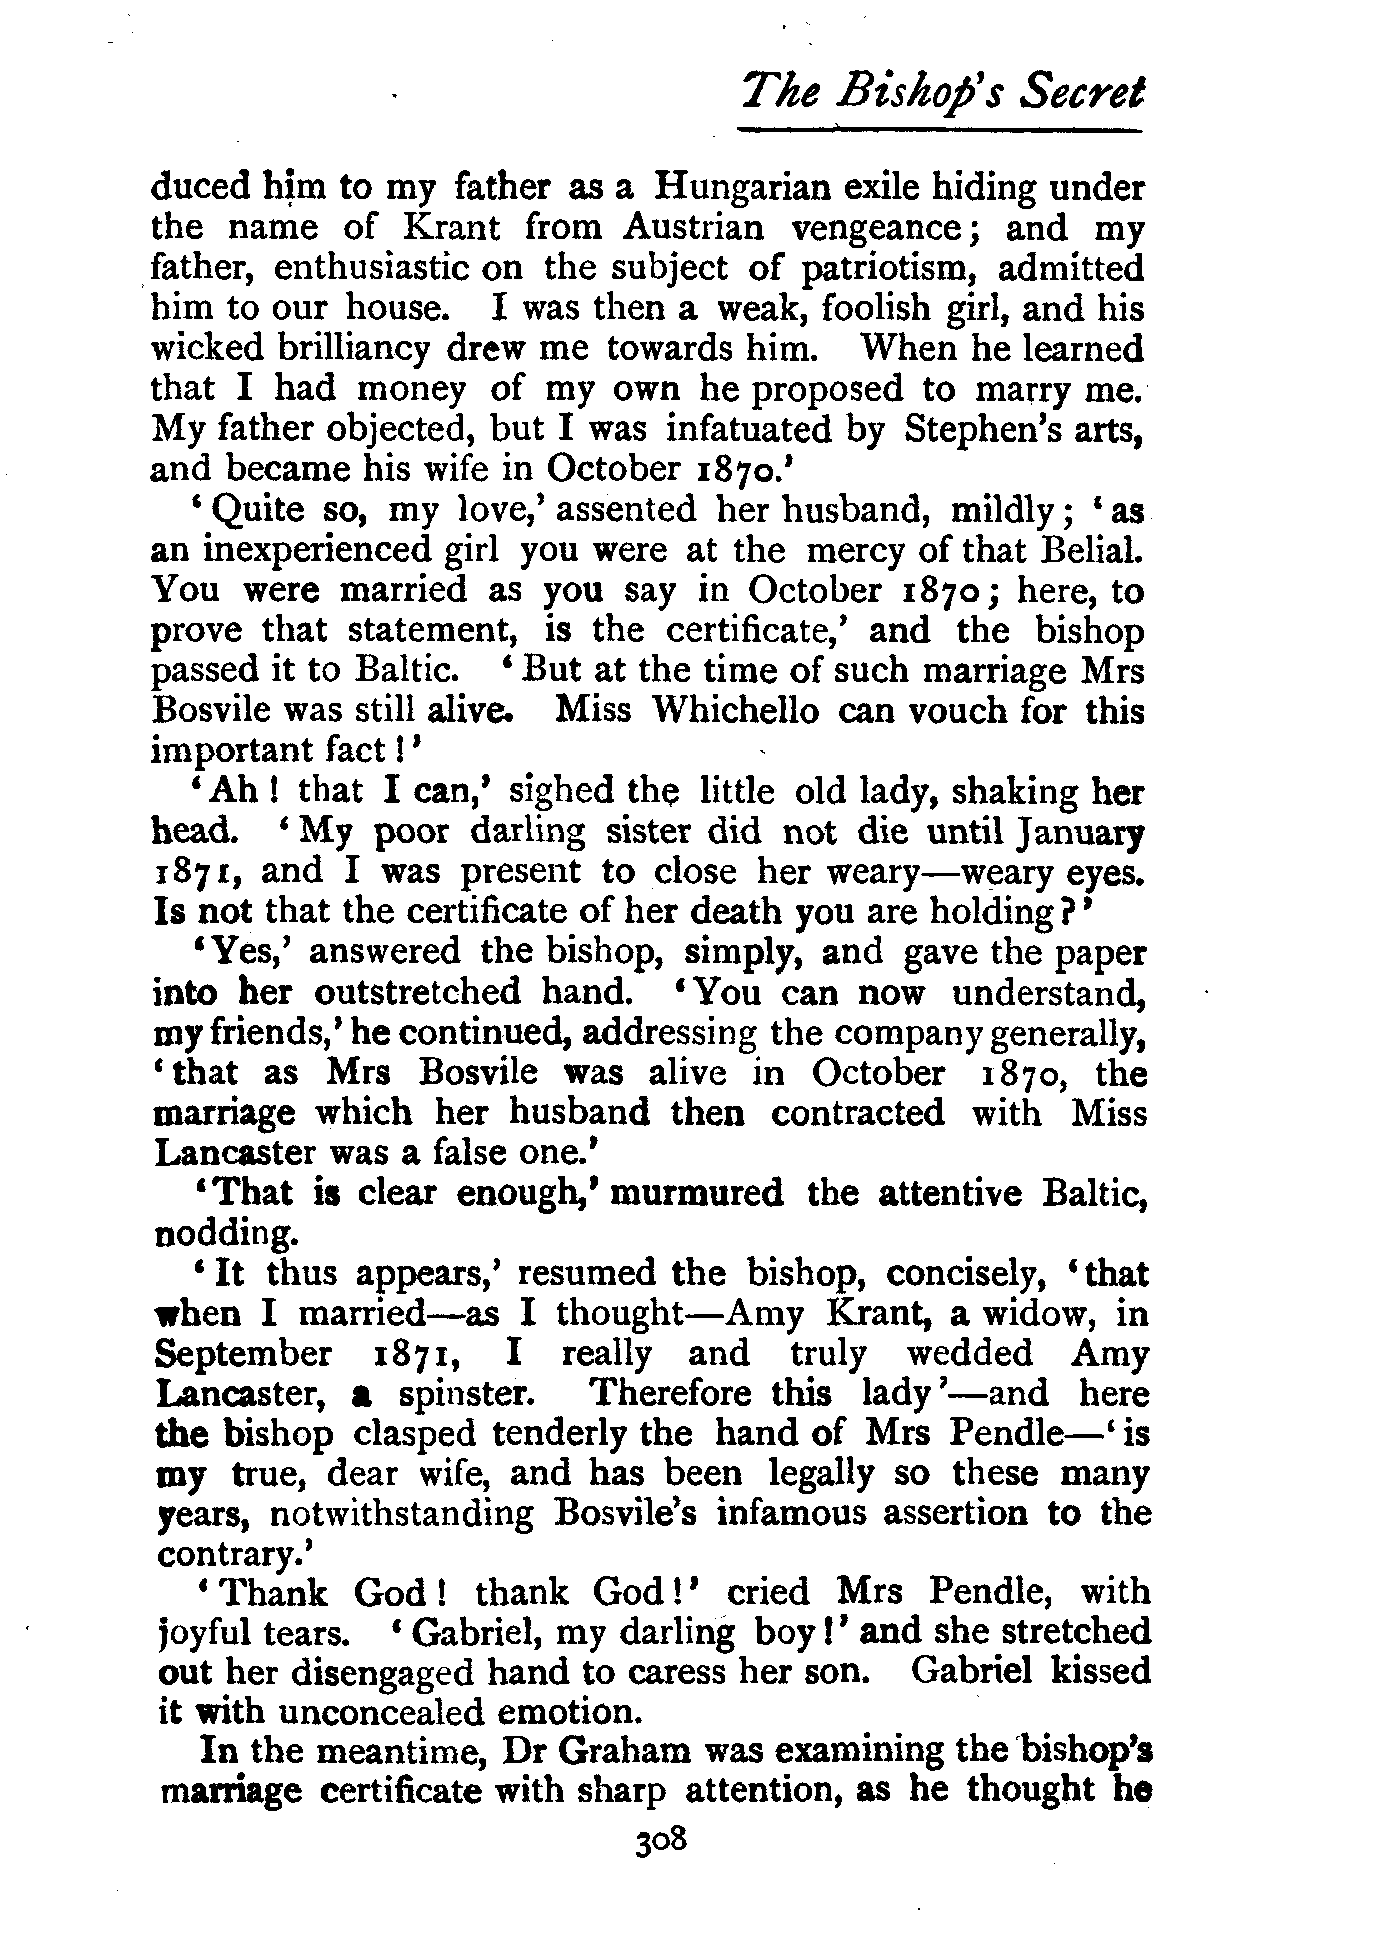 The Bishop's Secret
duced him to my father as a Hungarian exile hiding under
the name of Krant from Austrian vengeance; and my
father, enthusiastic on the subject of patriotism, admitted
him to our house. I was then a weak, foolish girl, and his
wicked brilliancy drew me towards him. When he learned
that I had money of my own he proposed to marry me.
My father objected, but I was infatuated by Stephen's arts,
and became his wife in October 1870.'
'Quite so, my love,' assented her husband, mildly; 'as
an inexperienced girl you were at the mercy of that Belial.
You were married as you say in October 1870; here, to
prove that statement, is the certificate,' and the bishop
passed it to Baltic. 'But at the time of such marriage Mrs
Bosvile was still alive. Miss Whichello can vouch for this
important fact!'
'Ah! that I can,' sighed the little old lady, shaking her
head. 'My poor darling sister did not die until January
1871, and I was present to close her weary—weary eyes.
Is not that the certificate of her death you are holding?'
'Yes,' answered the bishop, simply, and gave the paper
into her outstretched hand. 'You can now understand,
my friends,' he continued, addressing the company generally,
'that as Mrs Bosvile was alive in October 1870, the
marriage which her husband then contracted with Miss
Lancaster was a false one.'
'That is clear enough,' murmured the attentive Baltic,
nodding.
'It thus appears,' resumed the bishop, concisely, 'that
when I married—as I thought—Amy Krant, a widow, in
September 1871, I really and truly wedded Amy
Lancaster, a spinster. Therefore this lady'—and here
the bishop clasped tenderly the hand of Mrs Pendle—'is
my true, dear wife, and has been legally so these many
years, notwithstanding Bosvile's infamous assertion to the
contrary.'
'Thank God! thank God!' cried Mrs Pendle, with
joyful tears. 'Gabriel, my darling boy!' and she stretched
out her disengaged hand to caress her son. Gabriel kissed
it with unconcealed emotion.
In the meantime, Dr Graham was examining the bishop's
marriage certificate with sharp attention, as he thought he
308